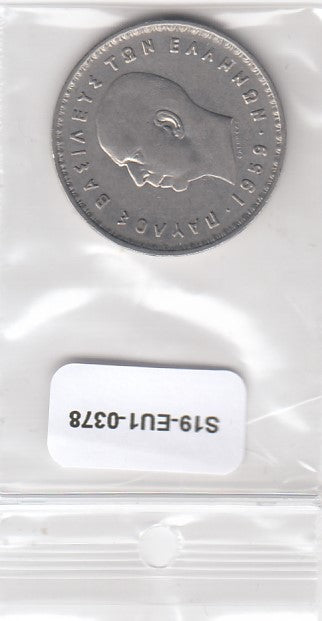 ΠΑΥΛΟΣ ΒΑΣΙΛΕΥΣ ΤΩΝ ΕΛΛΗΝΩΝ · 1959 ·
S19-EU1-0378